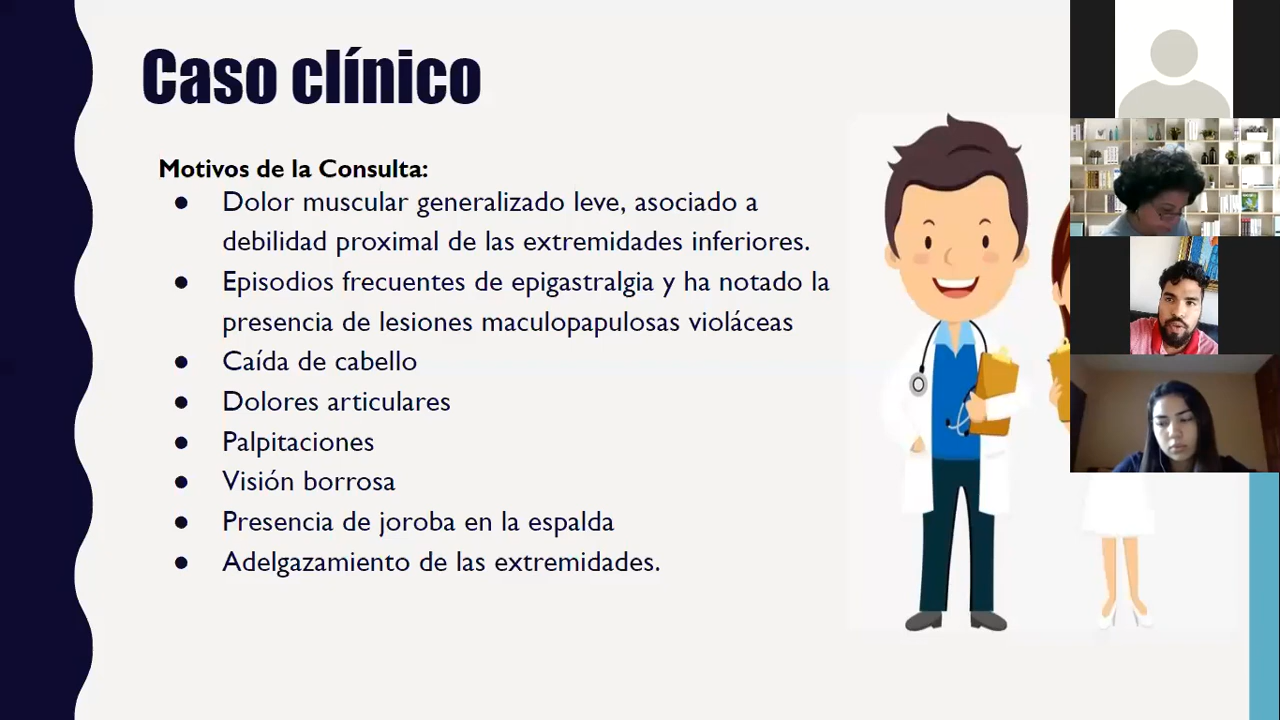 Caso clínico
Motivos de la Consulta:
● Dolor muscular generalizado leve, asociado a
debilidad proximal de las extremidades inferiores.
● Episodios frecuentes de epigastralgia y ha notado la
presencia de lesiones maculopapulosas violáceas
● Caída de cabello
● Dolores articulares
● Palpitaciones
● Visión borrosa
● Presencia de joroba en la espalda
● Adelgazamiento de las extremidades.